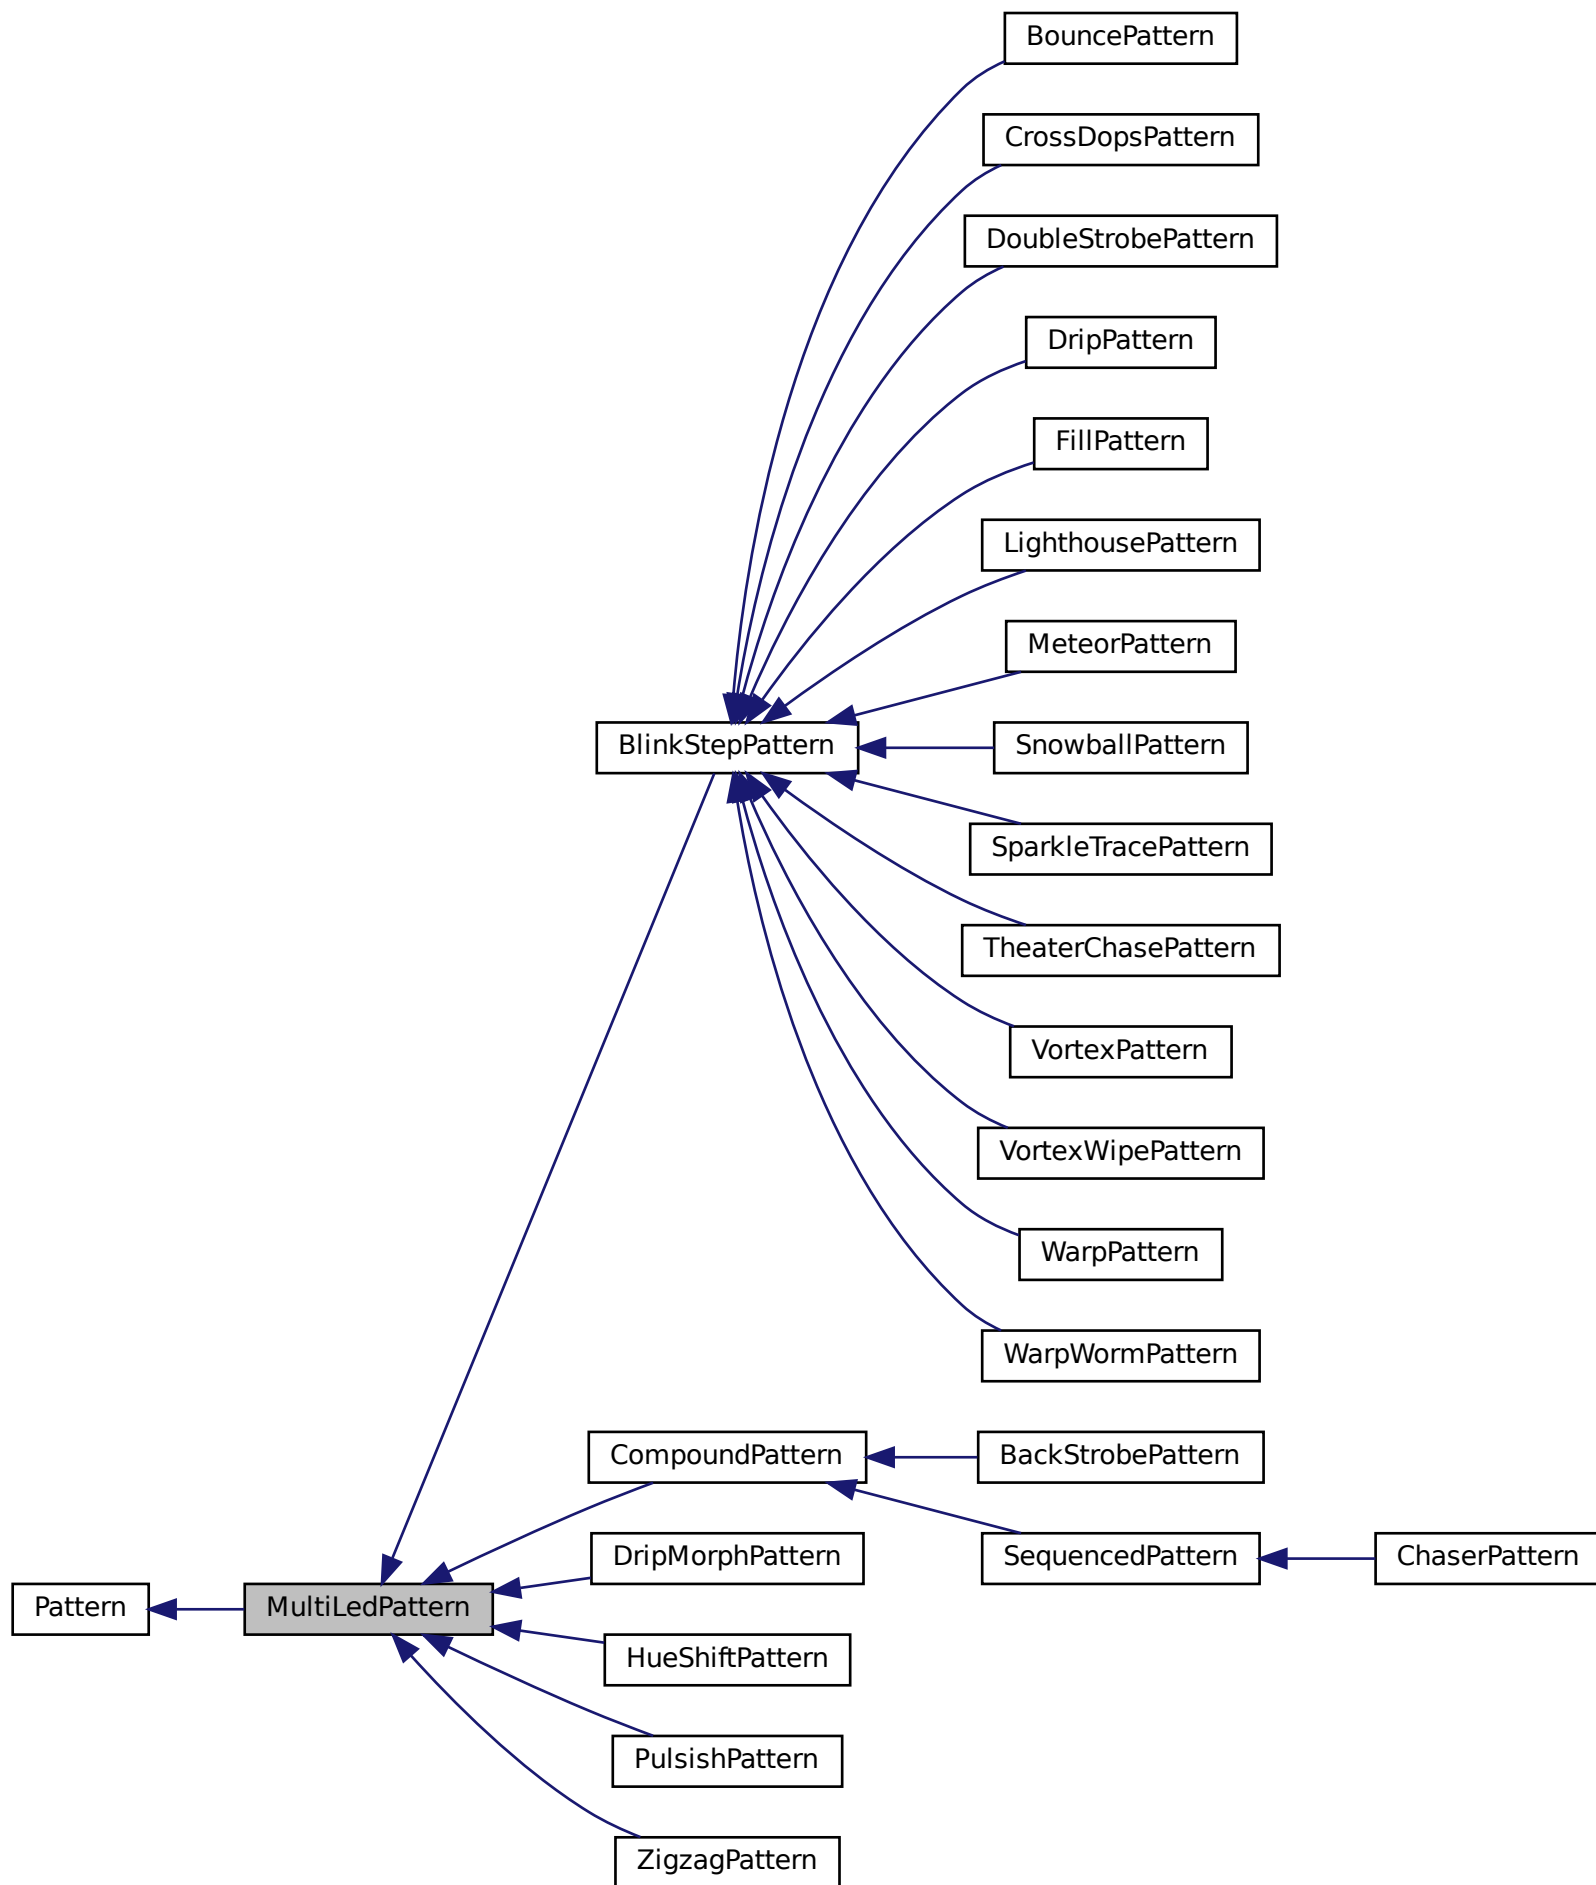 BouncePattern
CrossDopsPattern
DoubleStrobePattern
DripPattern
FillPattern
LighthousePattern
MeteorPattern
BlinkStepPattern
SnowballPattern
SparkleTracePattern
TheaterChasePattern
VortexPattern
VortexWipePattern
WarpPattern
WarpWormPattern
CompoundPattern
BackStrobePattern
DripMorphPattern
SequencedPattern
ChaserPattern
Pattern
MultiLedPattern
HueShiftPattern
PulsishPattern
ZigzagPattern